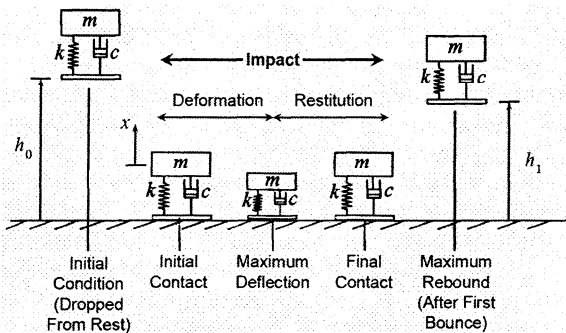 m
k
c
h₀
Impact
Deformation
Restitution
x
m
k
c
m
k
c
m
k
c
m
k
c
h₁
Initial
Condition
(Dropped
From Rest)
Initial
Contact
Maximum
Deflection
Final
Contact
Maximum
Rebound
(After First
Bounce)